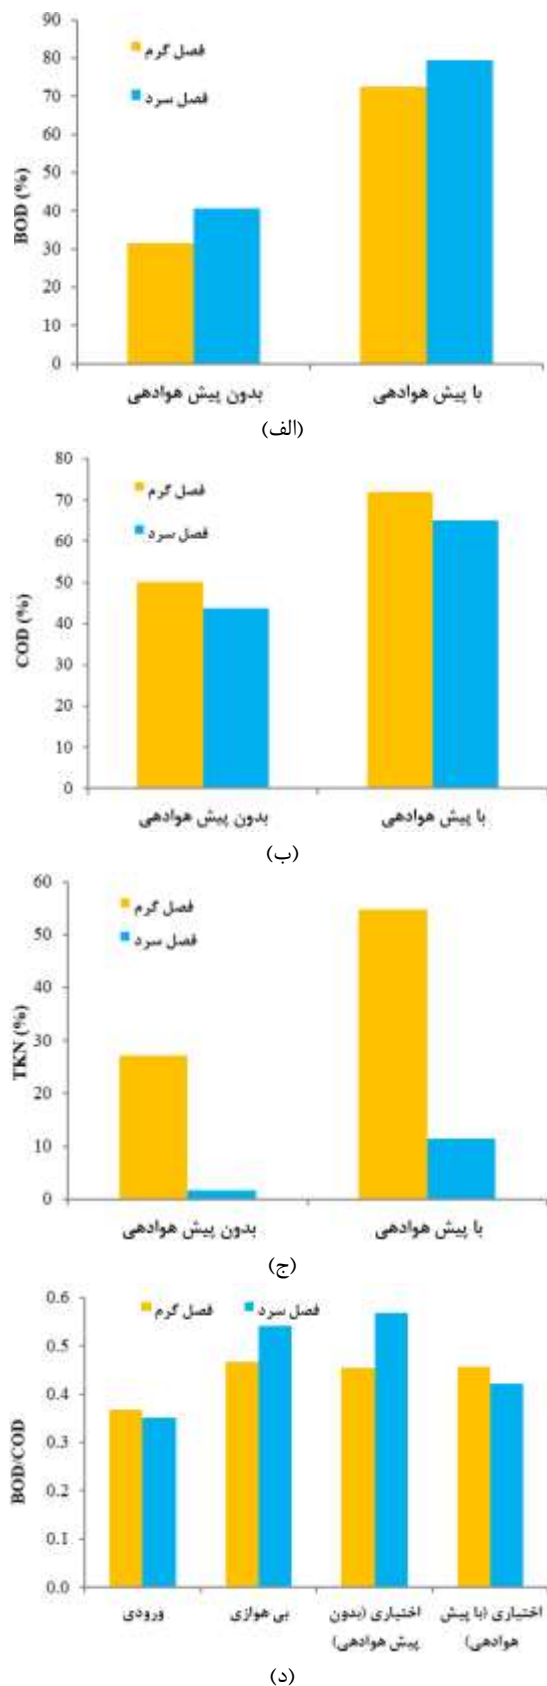 90
80
70
60
50
40
30
20
10
0
BOD (%)
فصل گرم
فصل سرد
بدون پیش هوادهی
با پیش هوادهی
(الف)
80
70
60
50
40
30
20
10
0
COD (%)
فصل گرم
فصل سرد
بدون پیش هوادهی
با پیش هوادهی
(ب)
60
50
40
30
20
10
0
TKN (%)
فصل گرم
فصل سرد
بدون پیش هوادهی
با پیش هوادهی
(ج)
0.6
0.5
0.4
0.3
0.2
0.1
0.0
BOD/COD
فصل گرم
فصل سرد
ورودی
بی هوازی
اختیاری (بدون
پیش هوادهی)
اختیاری (با پیش
هوادهی)
(د)